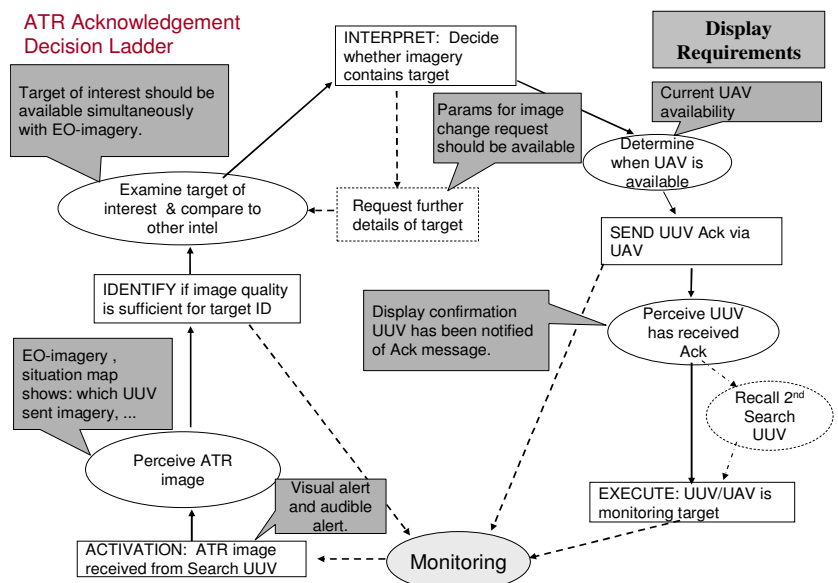 ATR Acknowledgement
Decision Ladder
INTERPRET: Decide
whether imagery
contains target
Display
Requirements
Target of interest should be
available simultaneously
with EO-imagery.
Current UAV
availability
Params for image
change request
should be available
Determine
when UAV is
available
Examine target of
interest & compare to
other intel
Request further
details of target
SEND UUV Ack via
UAV
IDENTIFY if image quality
is sufficient for target ID
Display confirmation
UUV has been notified
of Ack message.
Perceive UUV
has received
Ack
EO-imagery ,
situation map
shows: which UUV
sent imagery, ...
Recall 2nd
Search
UUV
Perceive ATR
image
Visual alert
and audible
alert.
EXECUTE: UUV/UAV is
monitoring target
ACTIVATION: ATR image
received from Search UUV
Monitoring